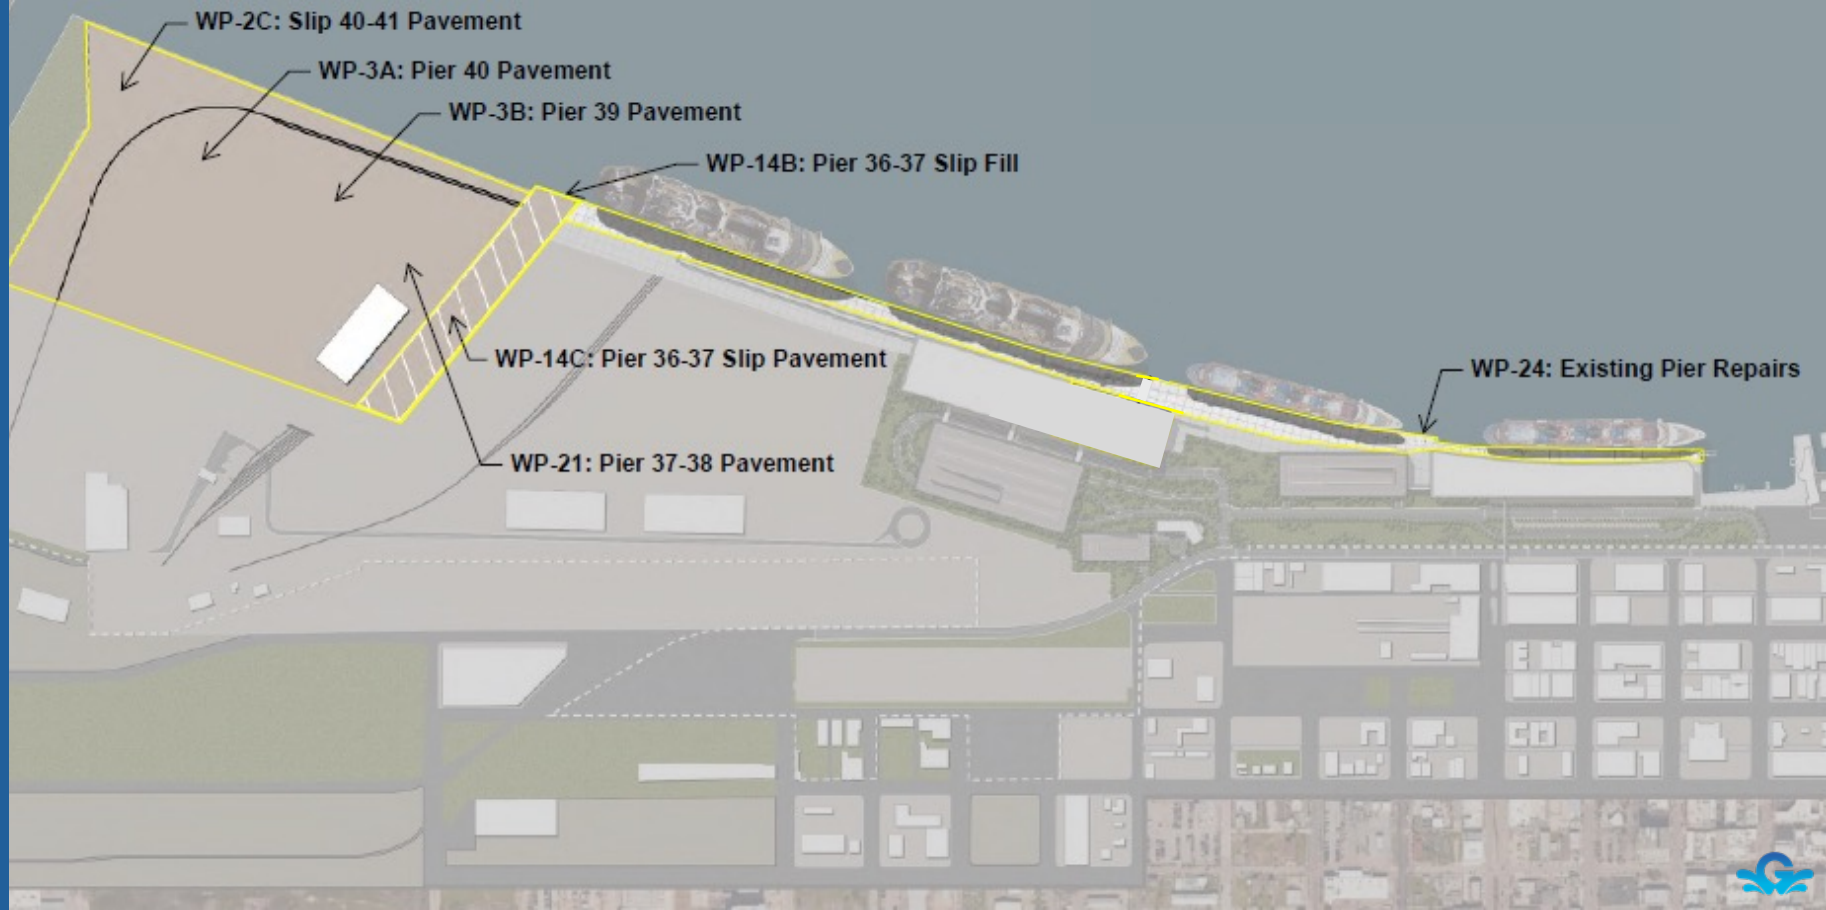 WP-2C: Slip 40-41 Pavement
WP-3A: Pier 40 Pavement
WP-3B: Pier 39 Pavement
WP-14B: Pier 36-37 Slip Fill
WP-14C: Pier 36-37 Slip Pavement
WP-24: Existing Pier Repairs
WP-21: Pier 37-38 Pavement